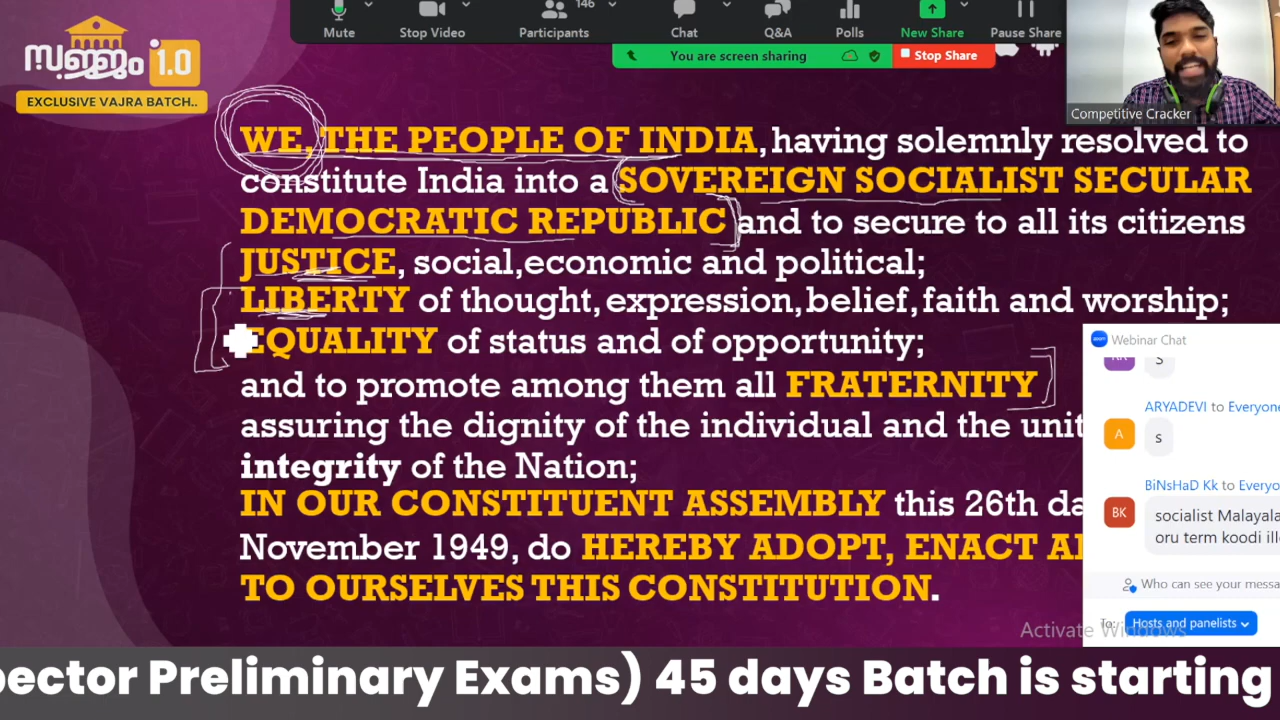 146
Mute
Stop Video
Participants
Chat
Q&A
Polls
New Share
Pause Share
You are screen sharing
Stop Share
1.0
EXCLUSIVE VAJRA BATCH..
Competitive Cracker
WE, THE PEOPLE OF INDIA, having solemnly resolved to
constitute India into a SOVEREIGN SOCIALIST SECULAR
DEMOCRATIC REPUBLIC and to secure to all its citizens
JUSTICE, social, economic and political;
LIBERTY of thought, expression, belief, faith and worship;
EQUALITY of status and of opportunity;
and to promote among them all FRATERNITY
assuring the dignity of the individual and the unit
integrity of the Nation;
IN OUR CONSTITUENT ASSEMBLY this 26th da
November 1949, do HEREBY ADOPT, ENACT A
TO OURSELVES THIS CONSTITUTION.
Webinar Chat
S
ARYADEVI to Everyone
A
s
BiNsHaD Kk to Everyo
BK
socialist Malayala
oru term koodi ill
Who can see your messa
To:
Hosts and panelists
Activate Windows
pector Preliminary Exams) 45 days Batch is starting